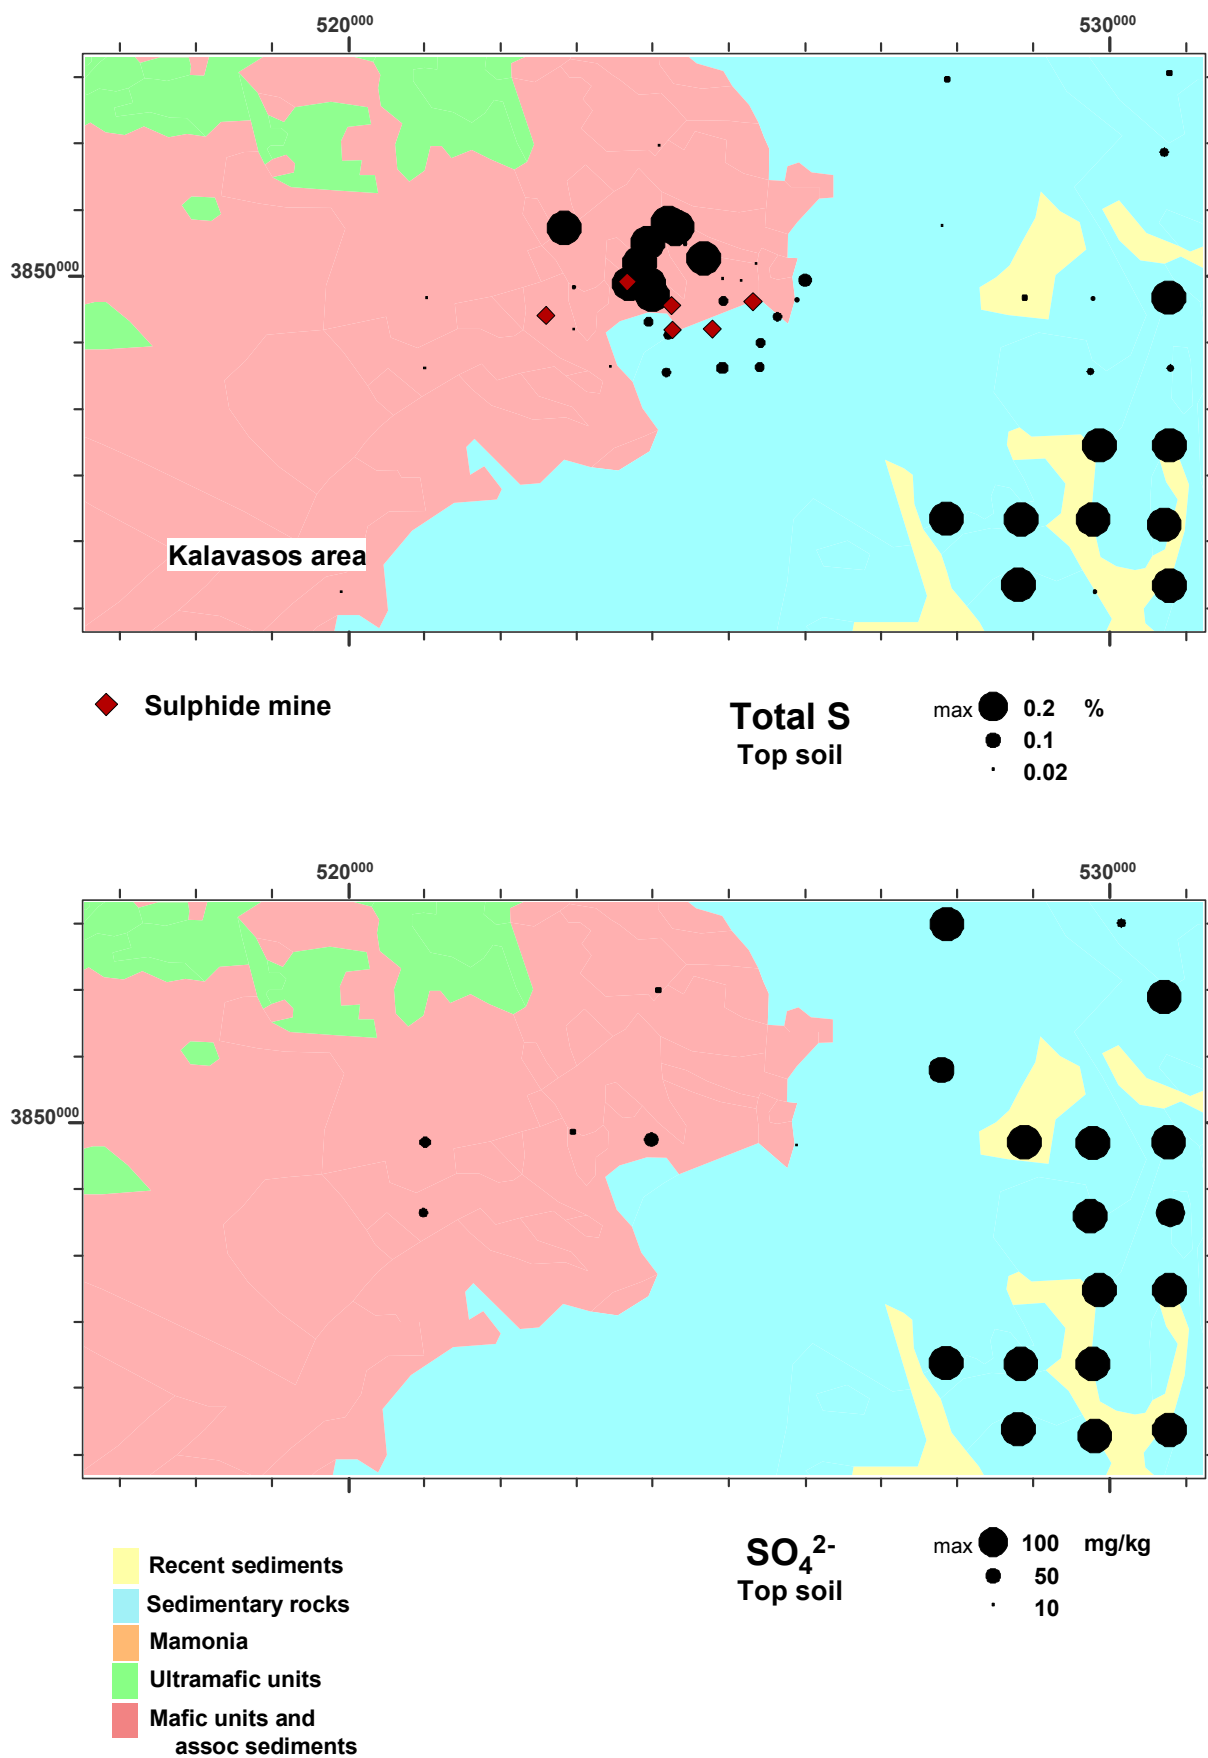 520000 530000
3850000
Kalavasos area
Sulphide mine
Total S
Top soil
max 0.2 %
0.1
0.02
520000 530000
3850000
SO42-
Top soil
max 100 mg/kg
50
10
Recent sediments
Sedimentary rocks
Mamonia
Ultramafic units
Mafic units and
assoc sediments